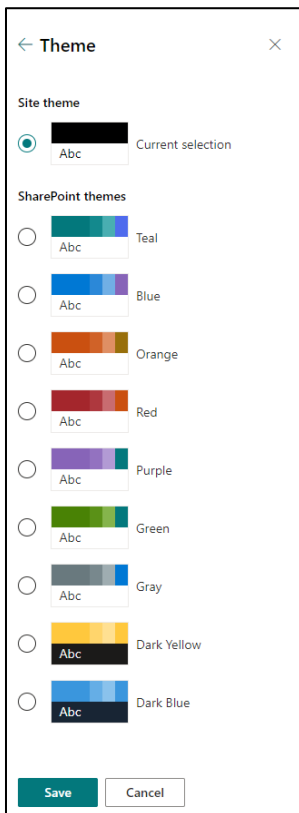 Theme
Site theme
Abc
Current selection
SharePoint themes
Abc
Teal
Abc
Blue
Abc
Orange
Abc
Red
Abc
Purple
Abc
Green
Abc
Gray
Abc
Dark Yellow
Abc
Dark Blue
Save
Cancel